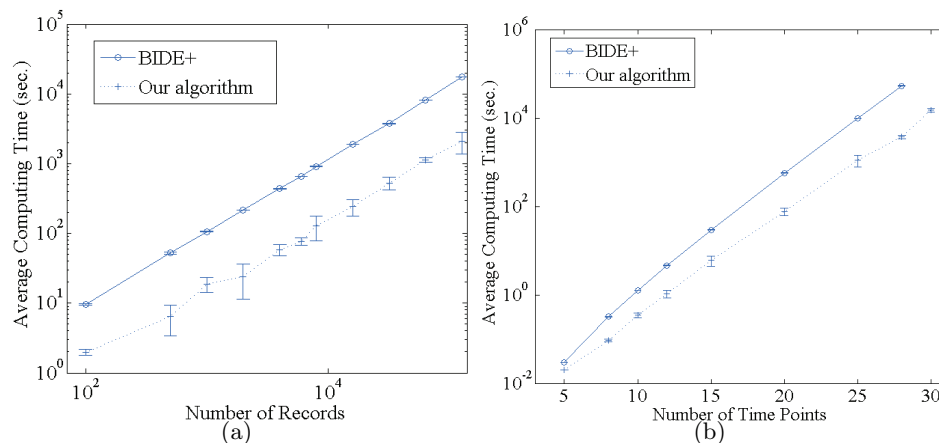 10^5
10^4
10^3
10^2
10^1
10^0
Average Computing Time (sec.)
BIDE+
Our algorithm
10^2
10^4
Number of Records
(a)
10^6
10^4
10^2
10^0
10^-2
Average Computing Time (sec.)
BIDE+
Our algorithm
5 10 15 20 25 30
Number of Time Points
(b)